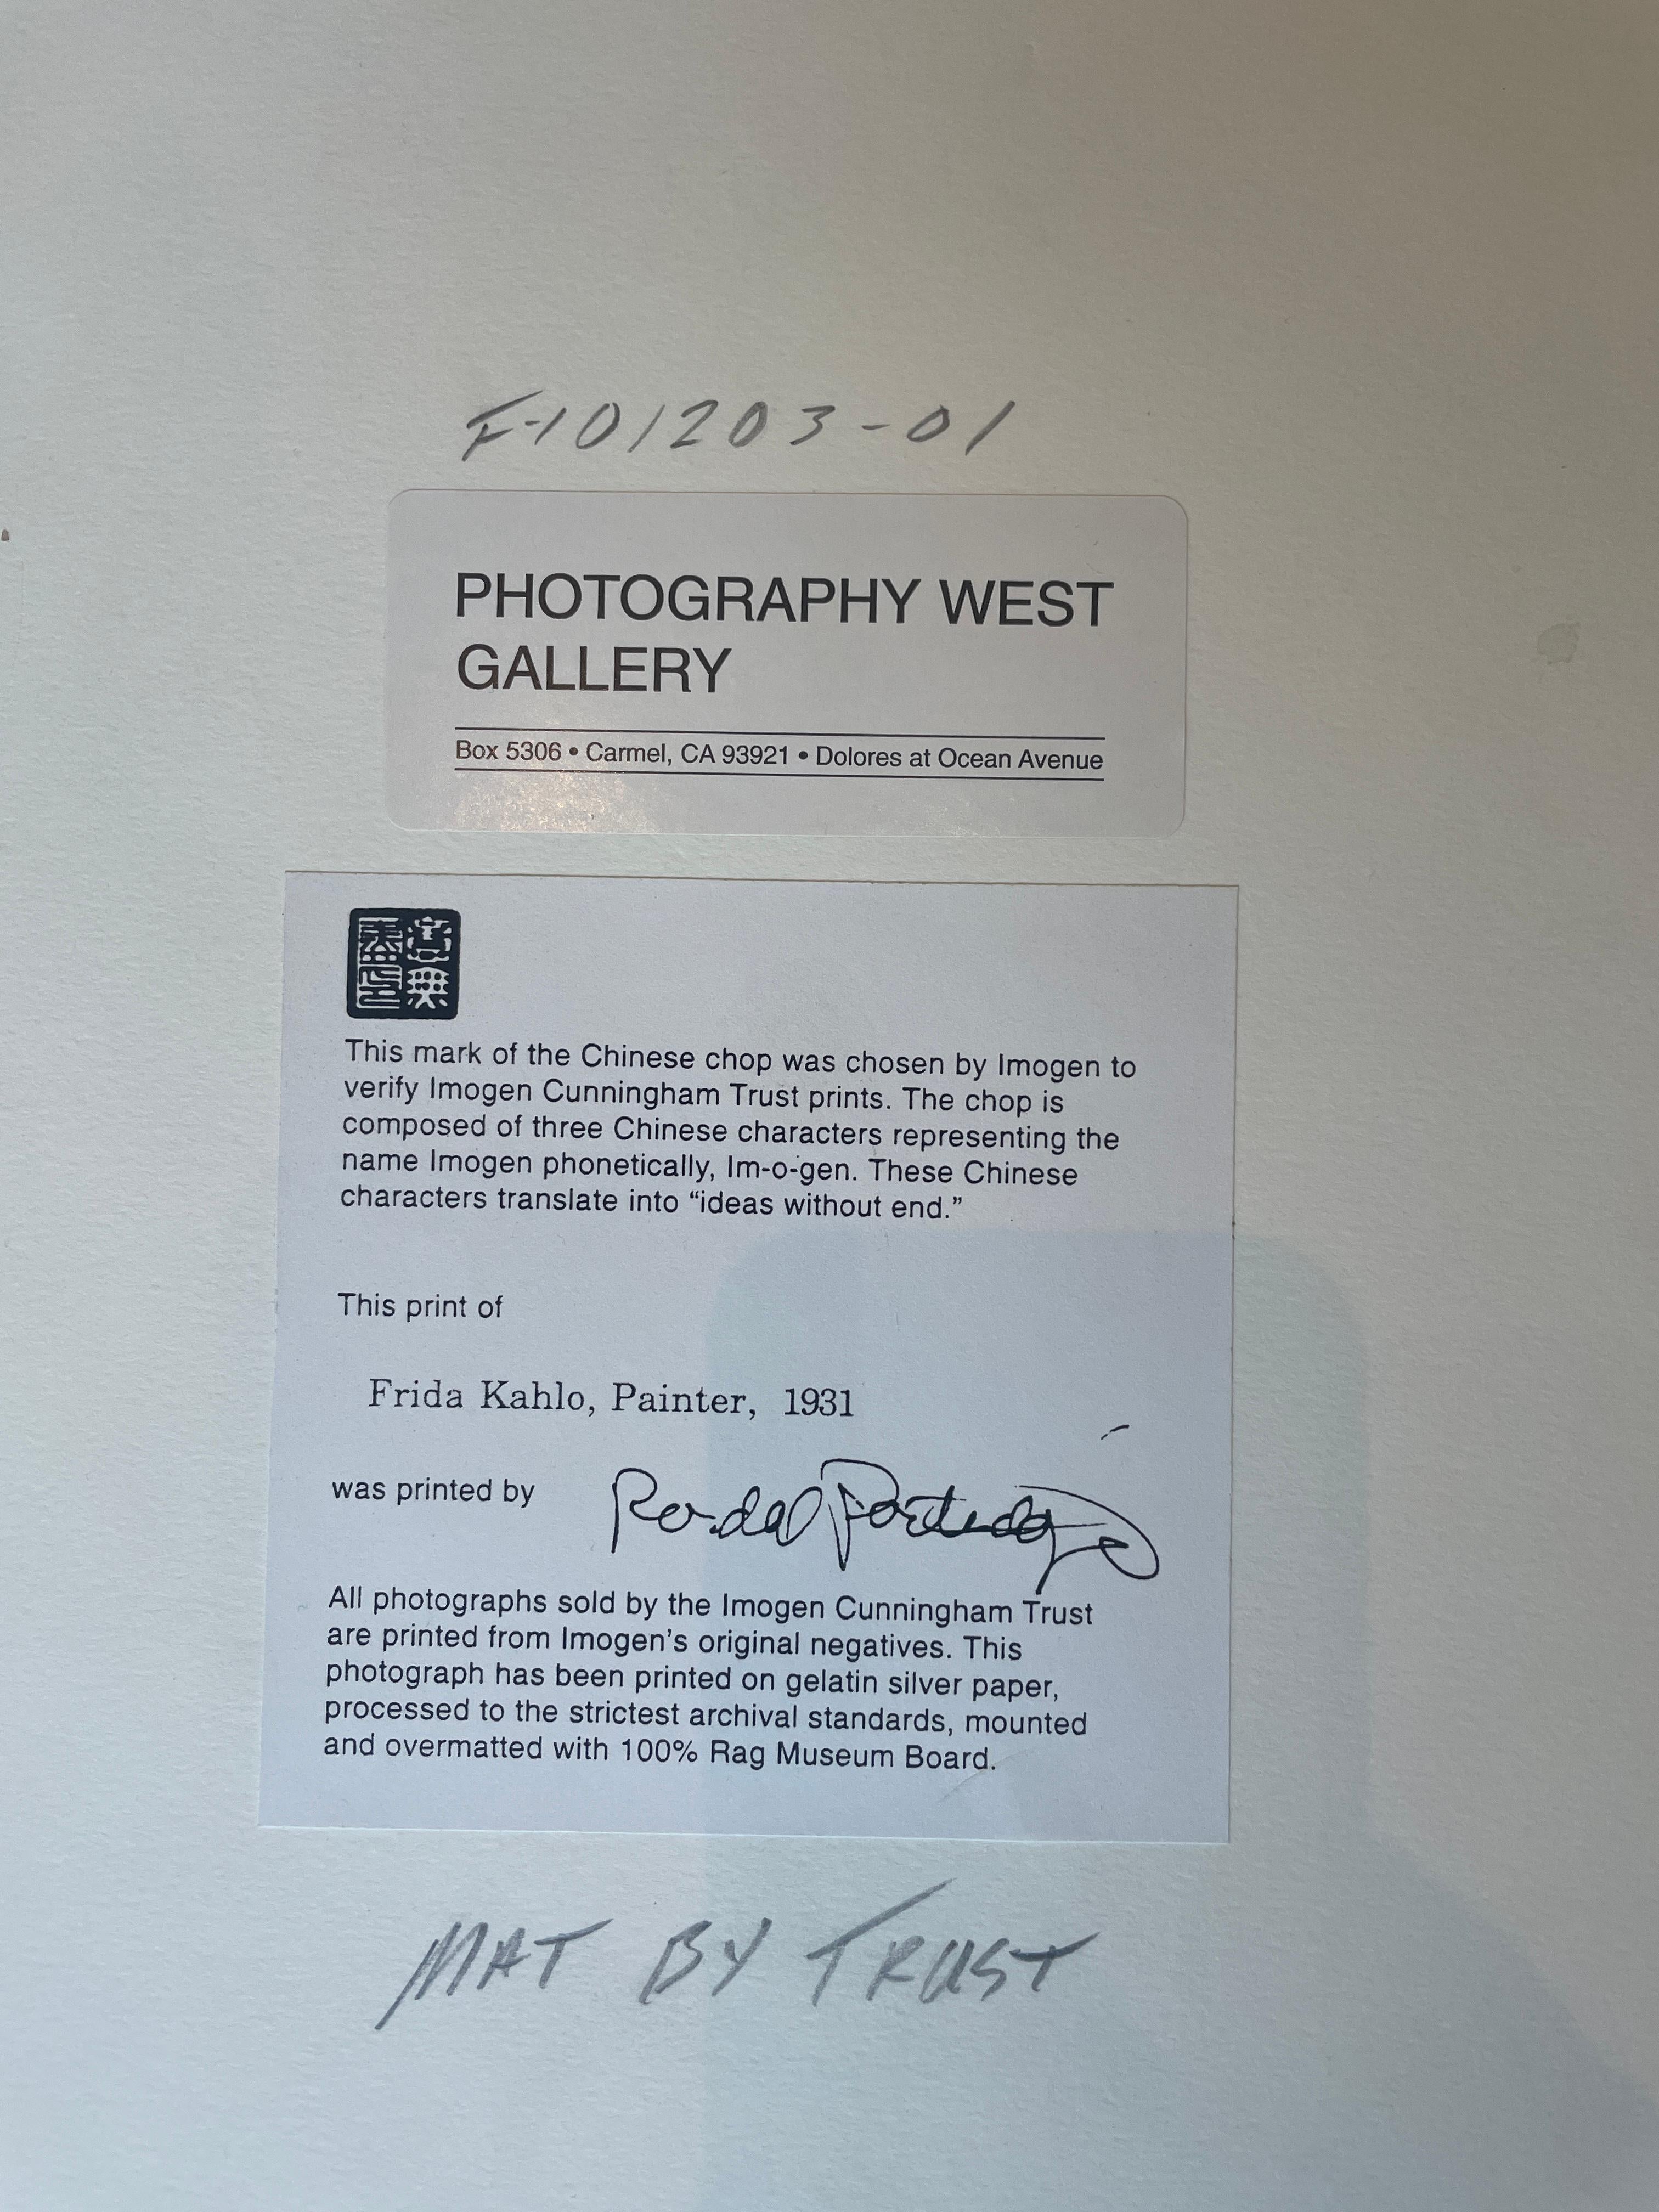 F-101203-01
PHOTOGRAPHY WEST
GALLERY
Box 5306 • Carmel, CA 93921 • Dolores at Ocean Avenue
This mark of the Chinese chop was chosen by Imogen to
verify Imogen Cunningham Trust prints. The chop is
composed of three Chinese characters representing the
name Imogen phonetically, Im-o-gen. These Chinese
characters translate into “ideas without end.”
This print of
Frida Kahlo, Painter, 1931
was printed by Rondal Partridge
All photographs sold by the Imogen Cunningham Trust
are printed from Imogen's original negatives. This
photograph has been printed on gelatin silver paper,
processed to the strictest archival standards, mounted
and overmatted with 100% Rag Museum Board.
MAT BY TRUST